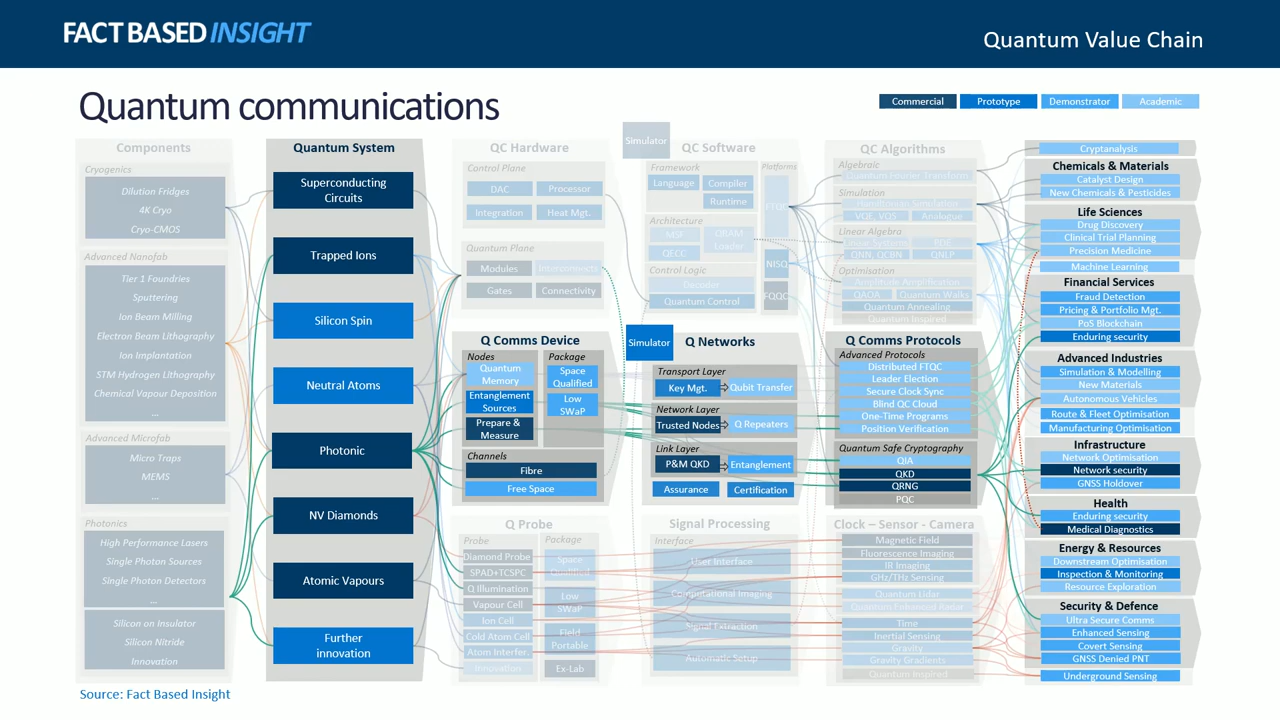 FACT BASED INSIGHT
Quantum Value Chain
Quantum communications
Commercial
Prototype
Demonstrator
Academic
Components
Cryogenics
Dilution Fridges
4K Cryo
Cryo-CMOS
Advanced Nanofab
Tier 1 Foundries
Sputtering
Ion Beam Milling
Electron Beam Lithography
Ion Implantation
STM Hydrogen Lithography
Chemical Vapour Deposition
...
Advanced Microfab
Micro Traps
MEMS
...
Photonics
High Performance Lasers
Single Photon Sources
Single Photon Detectors
...
Silicon on Insulator
Silicon Nitride
Innovation
Quantum System
Superconducting
Circuits
Trapped Ions
Silicon Spin
Neutral Atoms
Photonic
NV Diamonds
Atomic Vapours
Further
innovation
QC Hardware
Control Plane
DAC
Processor
Integration
Heat Mgt.
Quantum Plane
Modules
Interconnects
Gates
Connectivity
Q Comms Device
Nodes
Quantum
Memory
Entanglement
Sources
Prepare &
Measure
Package
Space
Qualified
Low
SWaP
Channels
Fibre
Free Space
Q Probe
Probe
Diamond Probe
SPAD+TCSPC
Q Illumination
Vapour Cell
Ion Cell
Cold Atom Cell
Atom Interfer.
Innovation
Package
Space
Qualified
Low
SWaP
Field
Portable
Ex-Lab
Simulator
QC Software
Framework
Language
Compiler
Runtime
Architecture
MSF
QRAM
Loader
QECC
Control Logic
Decoder
Quantum Control
Platforms
FTQC
NISQ
FQQC
Simulator
Q Networks
Transport Layer
Key Mgt.
Qubit Transfer
Network Layer
Trusted Nodes
Q Repeaters
Link Layer
P&M QKD
Entanglement
Assurance
Certification
Signal Processing
Interface
User Interface
Computational Imaging
Signal Extraction
Automatic Setup
QC Algorithms
Algebraic
Quantum Fourier Transform
Simulation
Hamiltonian Simulation
VQE, VQS
Analogue
Linear Algebra
Linear Systems
PDE
QNN, QCBN
QNLP
Optimisation
Amplitude Amplification
QAOA
Quantum Walks
Quantum Annealing
Quantum Inspired
Q Comms Protocols
Advanced Protocols
Distributed FTQC
Leader Election
Secure Clock Sync
Blind QC Cloud
One-Time Programs
Position Verification
Quantum Safe Cryptography
QIA
QKD
QRNG
PQC
Clock – Sensor - Camera
Magnetic Field
Fluorescence Imaging
IR Imaging
GHz/THz Sensing
Quantum Lidar
Quantum Enhanced Radar
Time
Inertial Sensing
Gravity
Gravity Gradients
Quantum Inspired
Cryptanalysis
Chemicals & Materials
Catalyst Design
New Chemicals & Pesticides
Life Sciences
Drug Discovery
Clinical Trial Planning
Precision Medicine
Machine Learning
Financial Services
Fraud Detection
Pricing & Portfolio Mgt.
PoS Blockchain
Enduring security
Advanced Industries
Simulation & Modelling
New Materials
Autonomous Vehicles
Route & Fleet Optimisation
Manufacturing Optimisation
Infrastructure
Network Optimisation
Network security
GNSS Holdover
Health
Enduring security
Medical Diagnostics
Energy & Resources
Downstream Optimisation
Inspection & Monitoring
Resource Exploration
Security & Defence
Ultra Secure Comms
Enhanced Sensing
Covert Sensing
GNSS Denied PNT
Underground Sensing
Source: Fact Based Insight